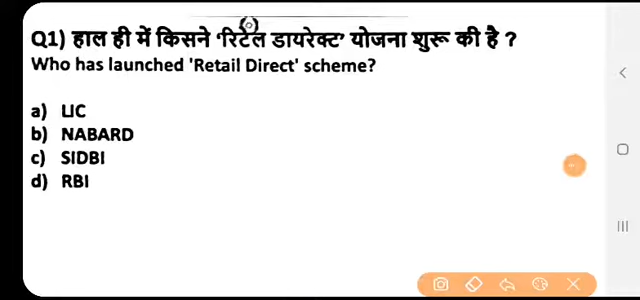 Q1) हाल ही में किसने ‘रिटेल डायरेक्ट’ योजना शुरू की है ?
Who has launched 'Retail Direct' scheme?
a) LIC
b) NABARD
c) SIDBI
d) RBI